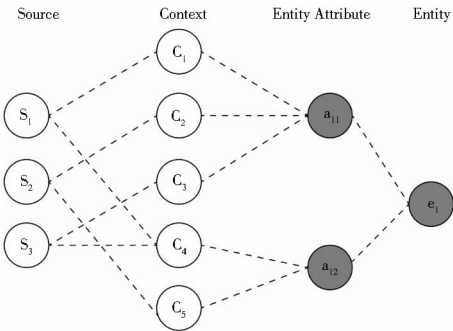 Source Context Entity Attribute Entity
C₁
S₁ C₂ a₁₁
S₂ C₃ e₁
S₃ C₄ a₁₂
C₅